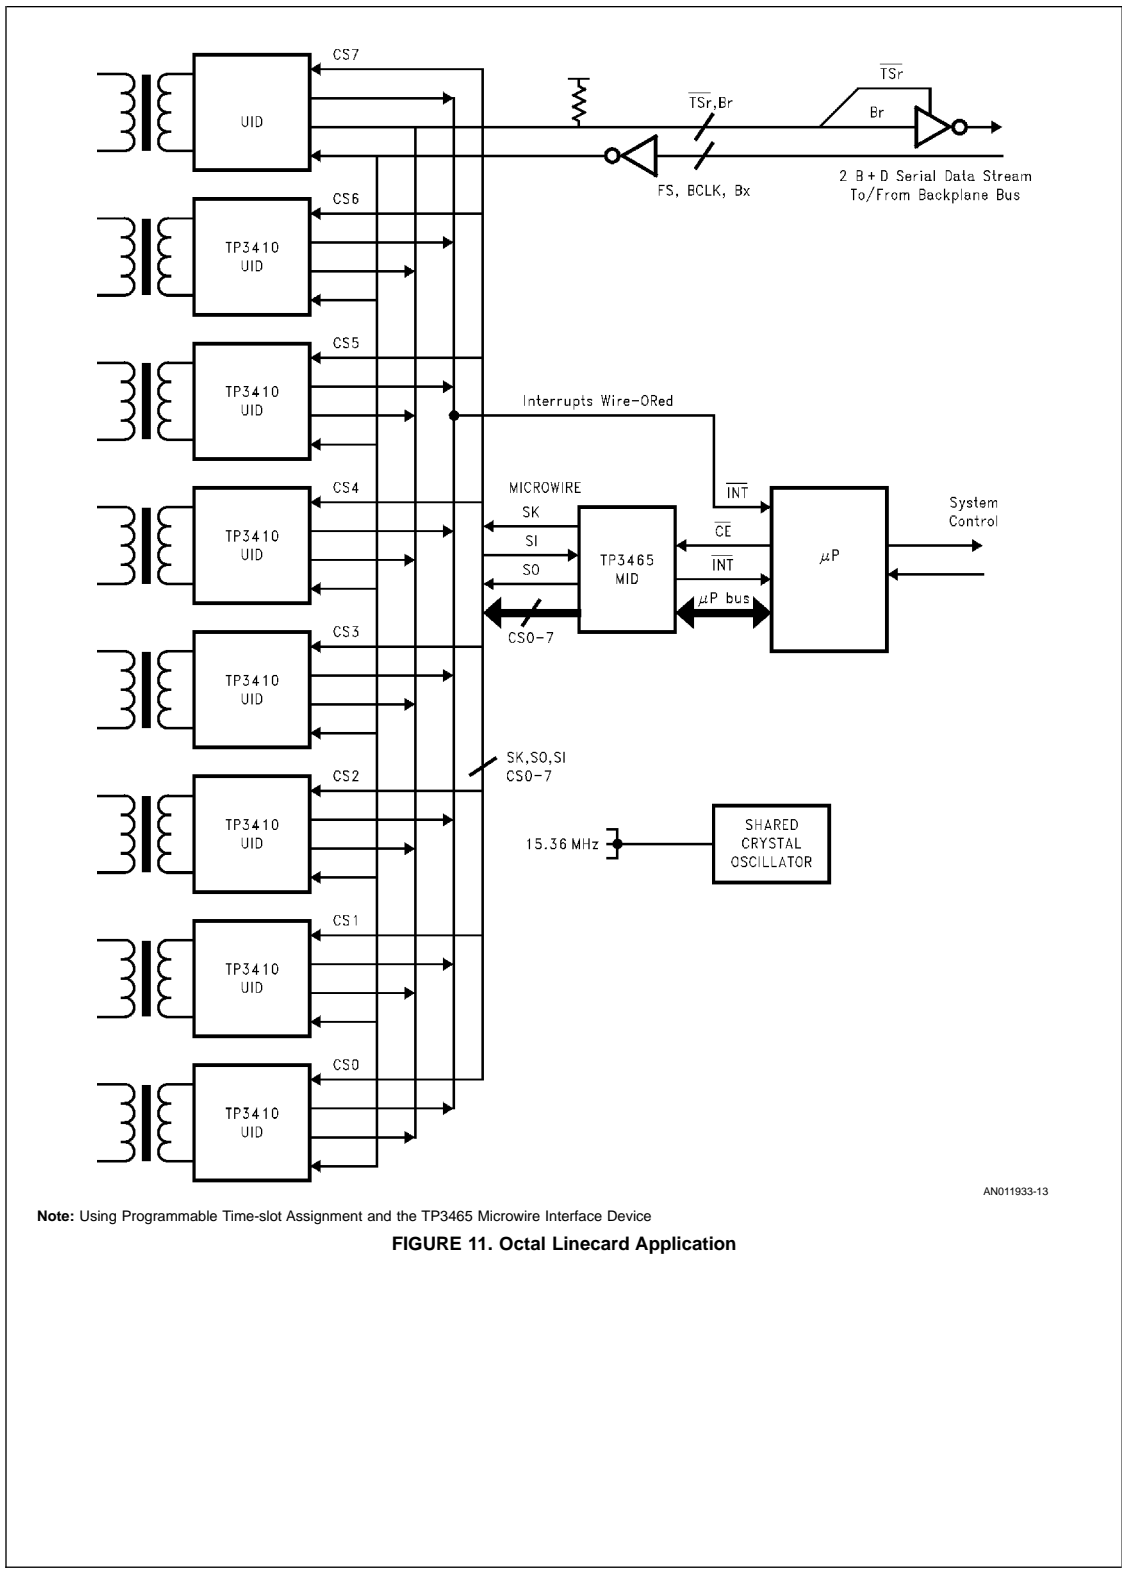 CS7
UID
TSr,Br
TSr
Br
FS, BCLK, Bx
2 B + D Serial Data Stream
To/From Backplane Bus
CS6
TP3410
UID
CS5
TP3410
UID
Interrupts Wire-ORed
CS4
TP3410
UID
MICROWIRE
SK
SI
SO
CS0-7
TP3465
MID
INT
CE
INT
μP bus
μP
System
Control
CS3
TP3410
UID
SK,SO,SI
CS0-7
CS2
TP3410
UID
15.36 MHz
SHARED
CRYSTAL
OSCILLATOR
CS1
TP3410
UID
CS0
TP3410
UID
AN011933-13
Note: Using Programmable Time-slot Assignment and the TP3465 Microwire Interface Device
FIGURE 11. Octal Linecard Application